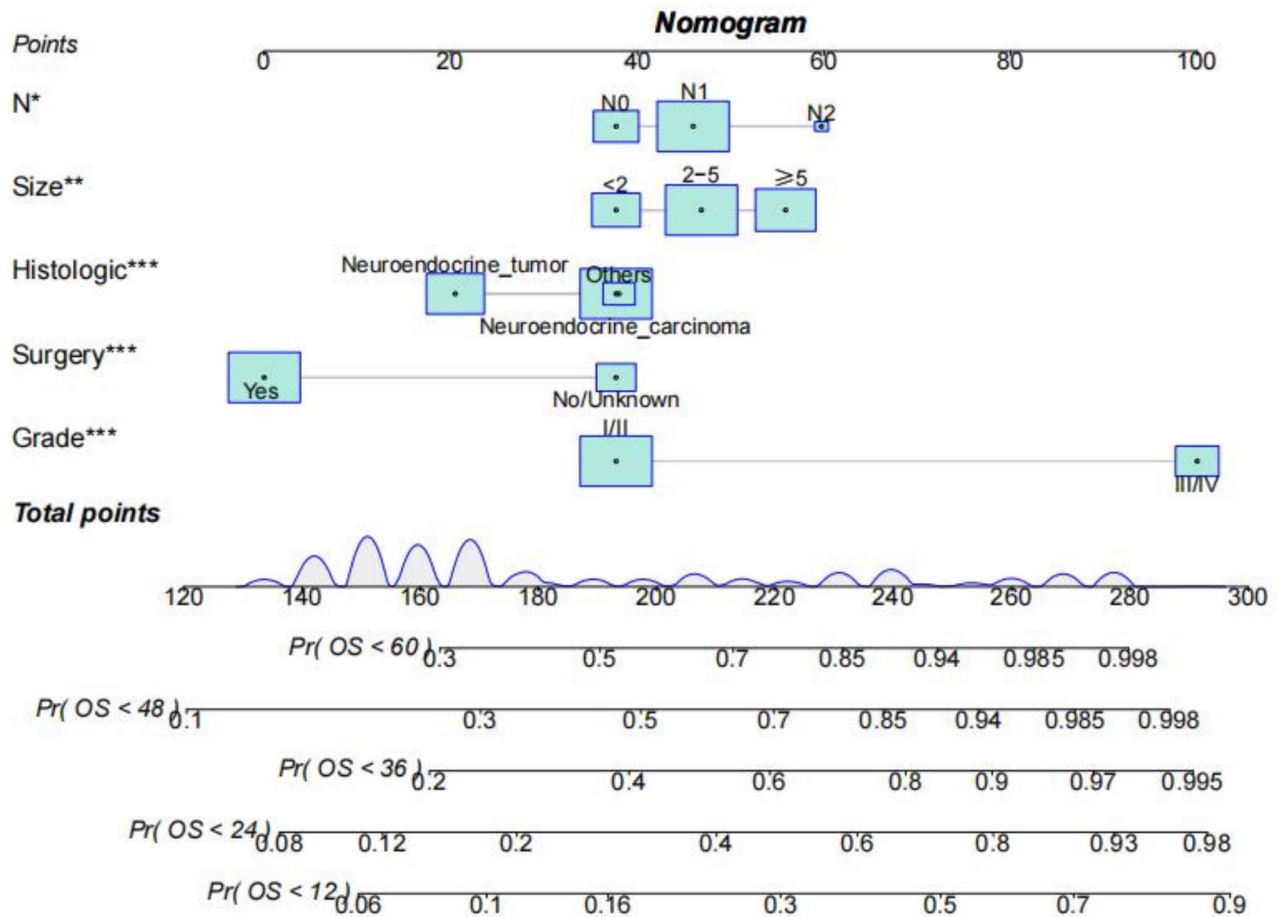 Nomogram
Points
0 20 40 60 80 100
N*
N0 N1 N2
Size**
<2 2−5 ⩾5
Histologic***
Neuroendocrine_tumor Others
Neuroendocrine_carcinoma
Surgery***
Yes No/Unknown
Grade***
I/II III/IV
Total points
120 140 160 180 200 220 240 260 280 300
Pr( OS < 60 ) 0.3 0.5 0.7 0.85 0.94 0.985 0.998
Pr( OS < 48 ) 0.1 0.3 0.5 0.7 0.85 0.94 0.985 0.998
Pr( OS < 36 ) 0.2 0.4 0.6 0.8 0.9 0.97 0.995
Pr( OS < 24 ) 0.08 0.12 0.2 0.4 0.6 0.8 0.93 0.98
Pr( OS < 12 ) 0.06 0.1 0.16 0.3 0.5 0.7 0.9